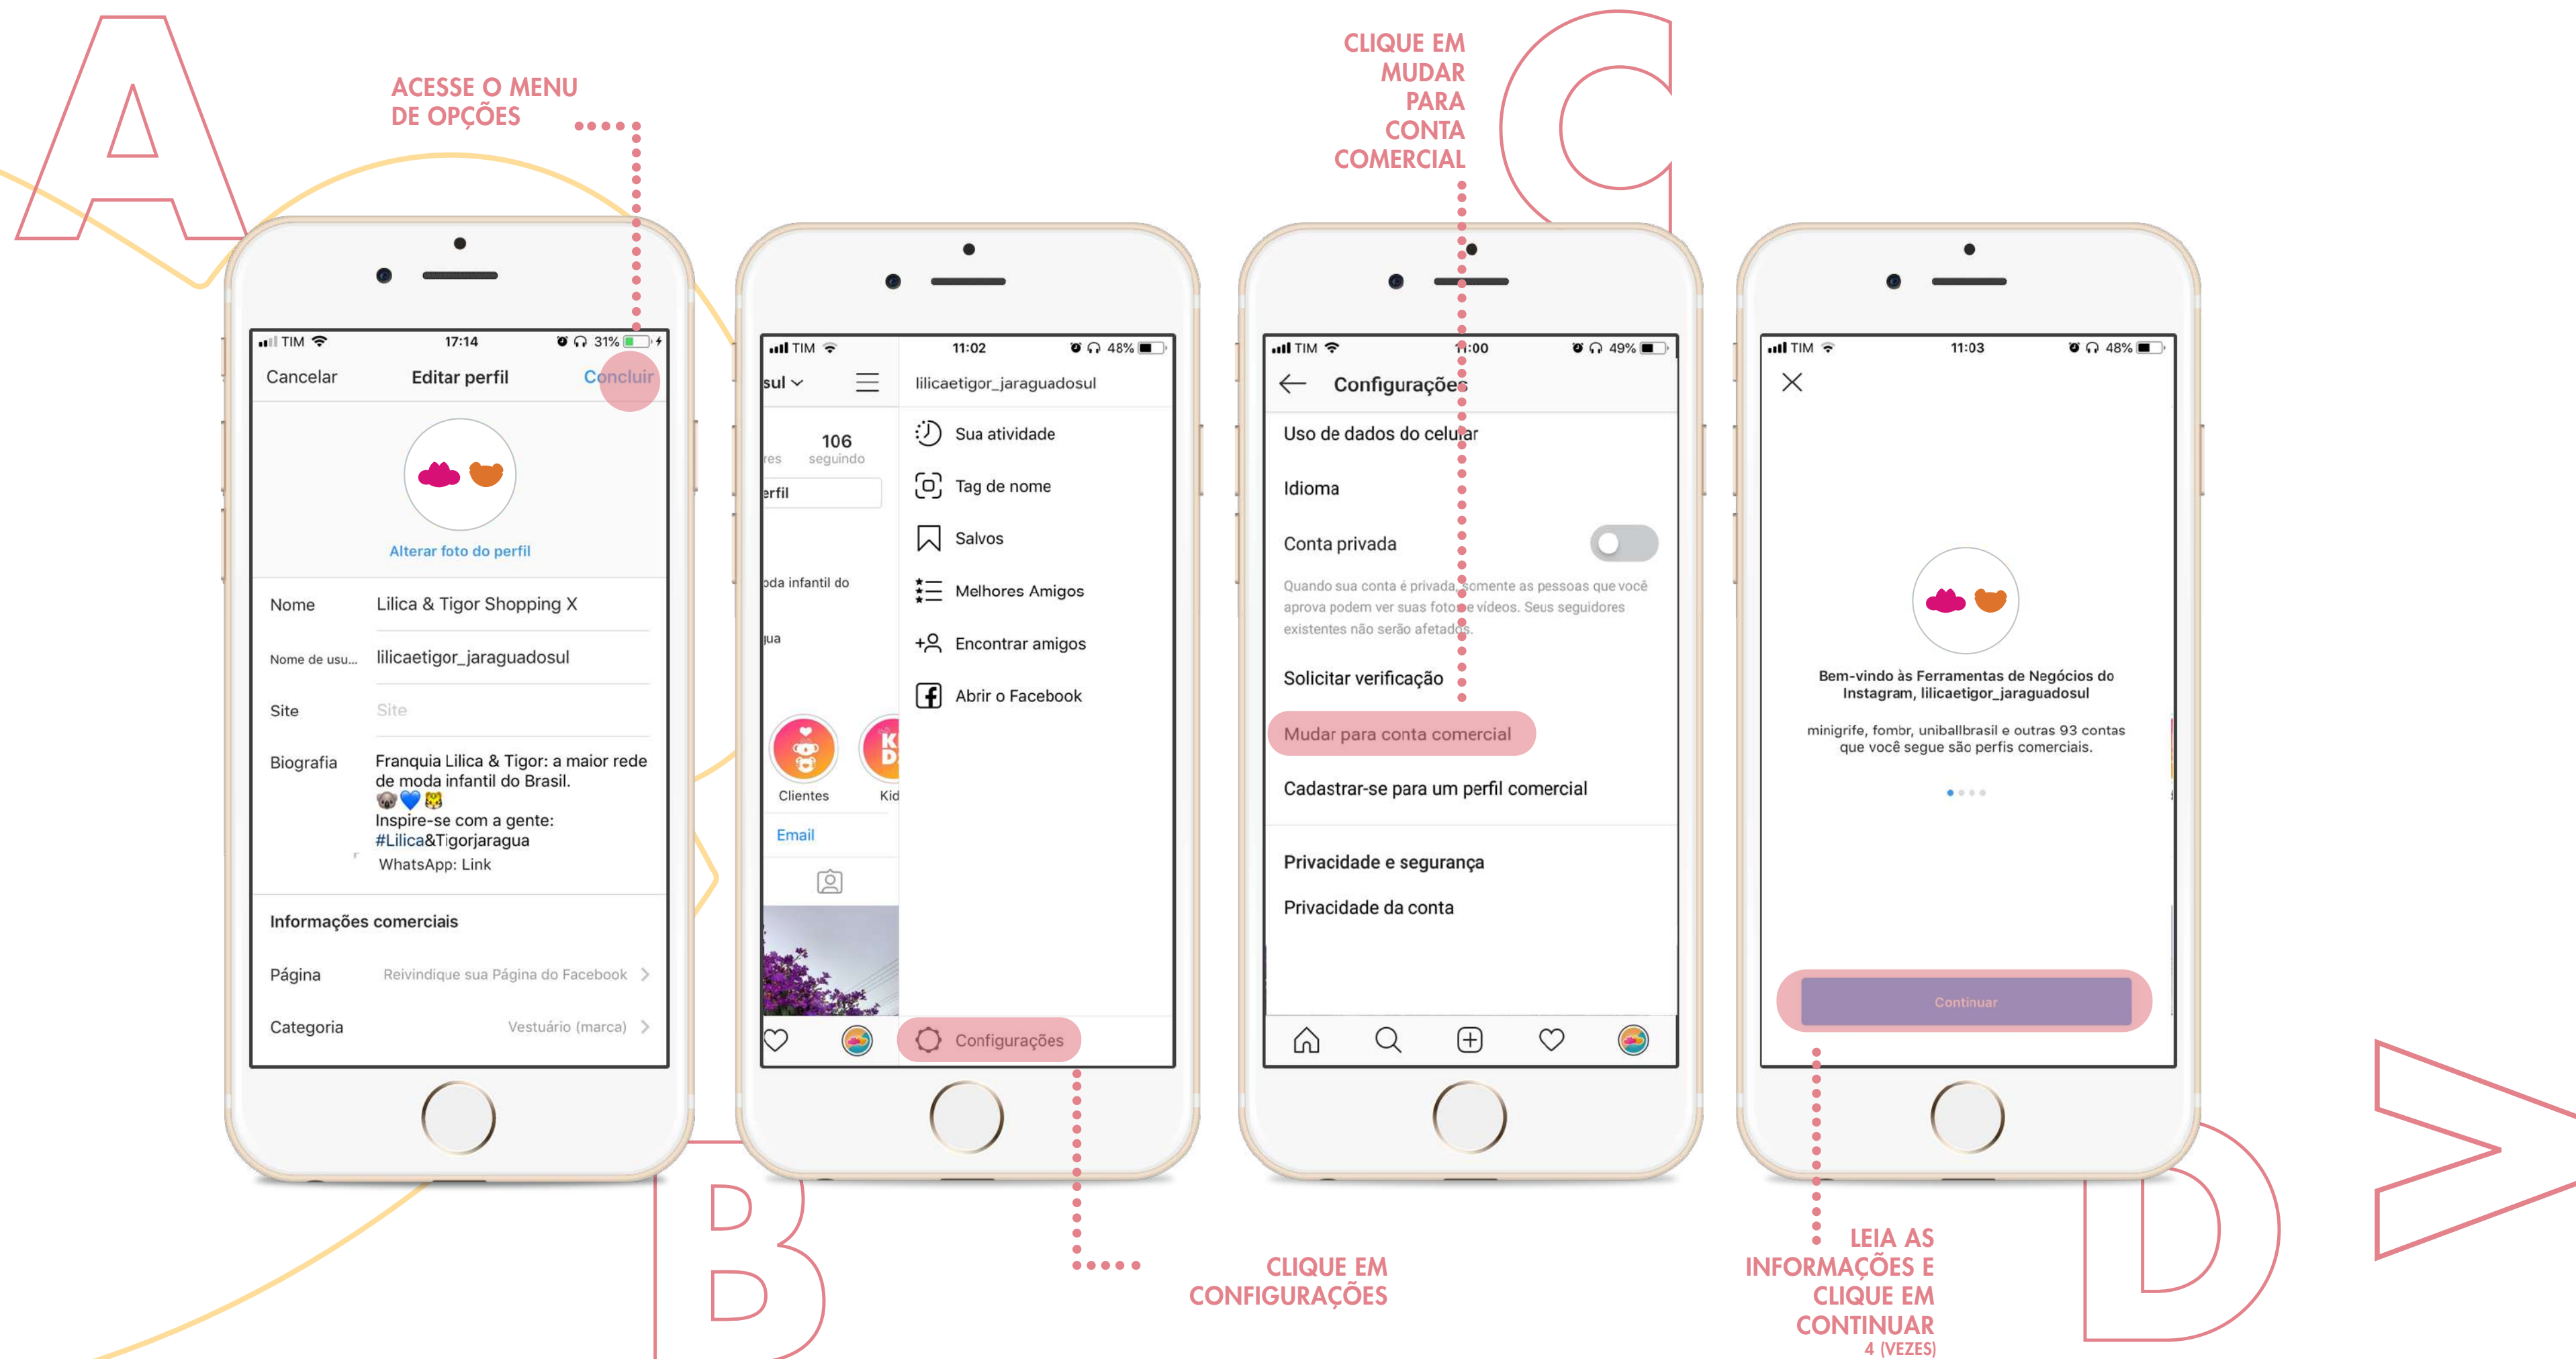 A
ACESSE O MENU
DE OPÇÕES
TIM 17:14 31%
Cancelar Editar perfil Concluir
Alterar foto do perfil
Nome Lilica & Tigor Shopping X
Nome de usu... lilicaetigor_jaraguadosul
Site Site
Biografia Franquia Lilica & Tigor: a maior rede
de moda infantil do Brasil.
🐨💙🐯
Inspire-se com a gente:
#Lilica&Tigorjaragua
WhatsApp: Link
Informações comerciais
Página Reivindique sua Página do Facebook >
Categoria Vestuário (marca) >
B
TIM 11:02 48%
sul lilicaetigor_jaraguadosul
106
res seguindo
erfil
oda infantil do
gua
Clientes Kid
Email
Sua atividade
Tag de nome
Salvos
Melhores Amigos
Encontrar amigos
Abrir o Facebook
Configurações
CLIQUE EM
CONFIGURAÇÕES
C
CLIQUE EM
MUDAR
PARA
CONTA
COMERCIAL
TIM 11:00 49%
Configurações
Uso de dados do celular
Idioma
Conta privada
Quando sua conta é privada, somente as pessoas que você
aprova podem ver suas fotos e vídeos. Seus seguidores
existentes não serão afetados.
Solicitar verificação
Mudar para conta comercial
Cadastrar-se para um perfil comercial
Privacidade e segurança
Privacidade da conta
D
TIM 11:03 48%
Bem-vindo às Ferramentas de Negócios do
Instagram, lilicaetigor_jaraguadosul
minigrife, fombr, uniballbrasil e outras 93 contas
que você segue são perfis comerciais.
Continuar
LEIA AS
INFORMAÇÕES E
CLIQUE EM
CONTINUAR
4 (VEZES)